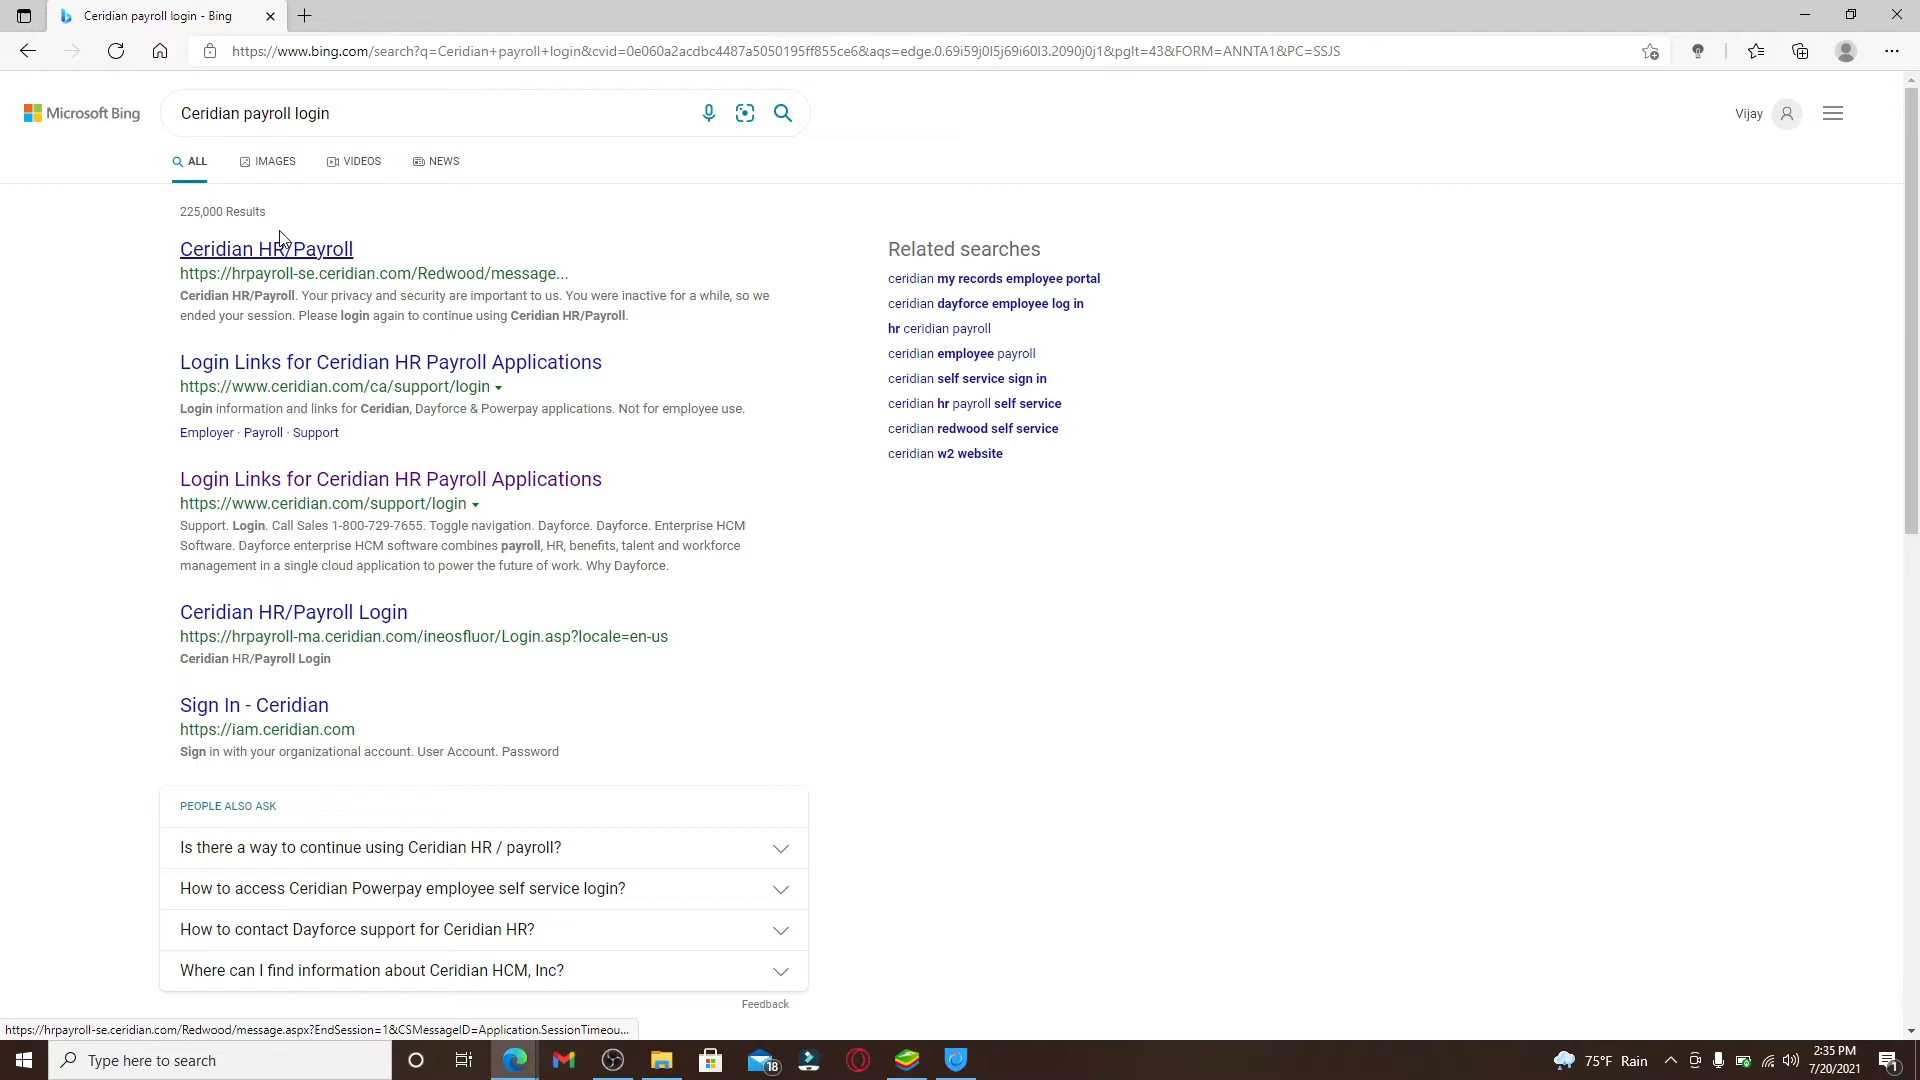 Ceridian payroll login - Bing
https://www.bing.com/search?q=Ceridian+payroll+login&cvid=0e060a2acdbc4487a5050195ff855ce6&aqs=edge.0.69i59j0l5j69i60l3.2090j0j1&pglt=43&FORM=ANNTA1&PC=SSJS
Microsoft Bing
Ceridian payroll login
Vijay
ALL IMAGES VIDEOS NEWS
225,000 Results
Ceridian HR/Payroll
https://hrpayroll-se.ceridian.com/Redwood/message...
Ceridian HR/Payroll. Your privacy and security are important to us. You were inactive for a while, so we
ended your session. Please login again to continue using Ceridian HR/Payroll.
Login Links for Ceridian HR Payroll Applications
https://www.ceridian.com/ca/support/login
Login information and links for Ceridian, Dayforce & Powerpay applications. Not for employee use.
Employer · Payroll · Support
Login Links for Ceridian HR Payroll Applications
https://www.ceridian.com/support/login
Support. Login. Call Sales 1-800-729-7655. Toggle navigation. Dayforce. Dayforce. Enterprise HCM
Software. Dayforce enterprise HCM software combines payroll, HR, benefits, talent and workforce
management in a single cloud application to power the future of work. Why Dayforce.
Ceridian HR/Payroll Login
https://hrpayroll-ma.ceridian.com/ineosfluor/Login.asp?locale=en-us
Ceridian HR/Payroll Login
Sign In - Ceridian
https://iam.ceridian.com
Sign in with your organizational account. User Account. Password
PEOPLE ALSO ASK
Is there a way to continue using Ceridian HR / payroll?
How to access Ceridian Powerpay employee self service login?
How to contact Dayforce support for Ceridian HR?
Where can I find information about Ceridian HCM, Inc?
Feedback
Related searches
ceridian my records employee portal
ceridian dayforce employee log in
hr ceridian payroll
ceridian employee payroll
ceridian self service sign in
ceridian hr payroll self service
ceridian redwood self service
ceridian w2 website
https://hrpayroll-se.ceridian.com/Redwood/message.aspx?EndSession=1&CSMessageID=Application.SessionTimeou...
Type here to search
18
75°F Rain
2:35 PM
7/20/2021
1